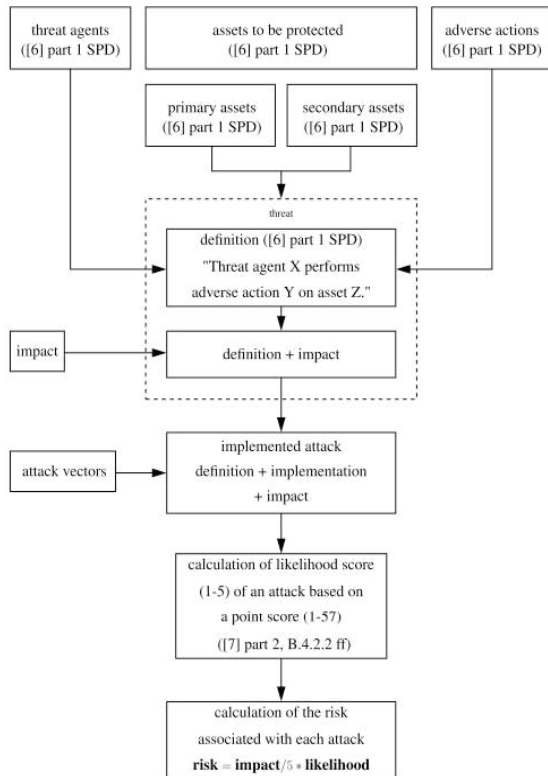 threat agents
([6] part 1 SPD)
assets to be protected
([6] part 1 SPD)
adverse actions
([6] part 1 SPD)
primary assets
([6] part 1 SPD)
secondary assets
([6] part 1 SPD)
threat
definition ([6] part 1 SPD)
"Threat agent X performs
adverse action Y on asset Z."
impact
definition + impact
attack vectors
implemented attack
definition + implementation
+ impact
calculation of likelihood score
(1-5) of an attack based on
a point score (1-57)
([7] part 2, B.4.2.2 ff)
calculation of the risk
associated with each attack
risk = impact/5 * likelihood